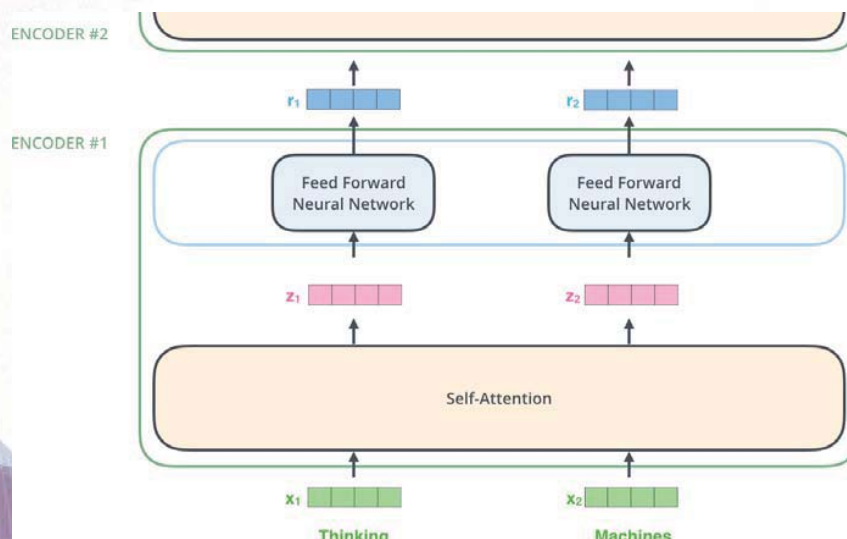 ENCODER #2
r₁
r₂
ENCODER #1
Feed Forward
Neural Network
Feed Forward
Neural Network
z₁
z₂
Self-Attention
x₁
x₂
Thinking
Machines